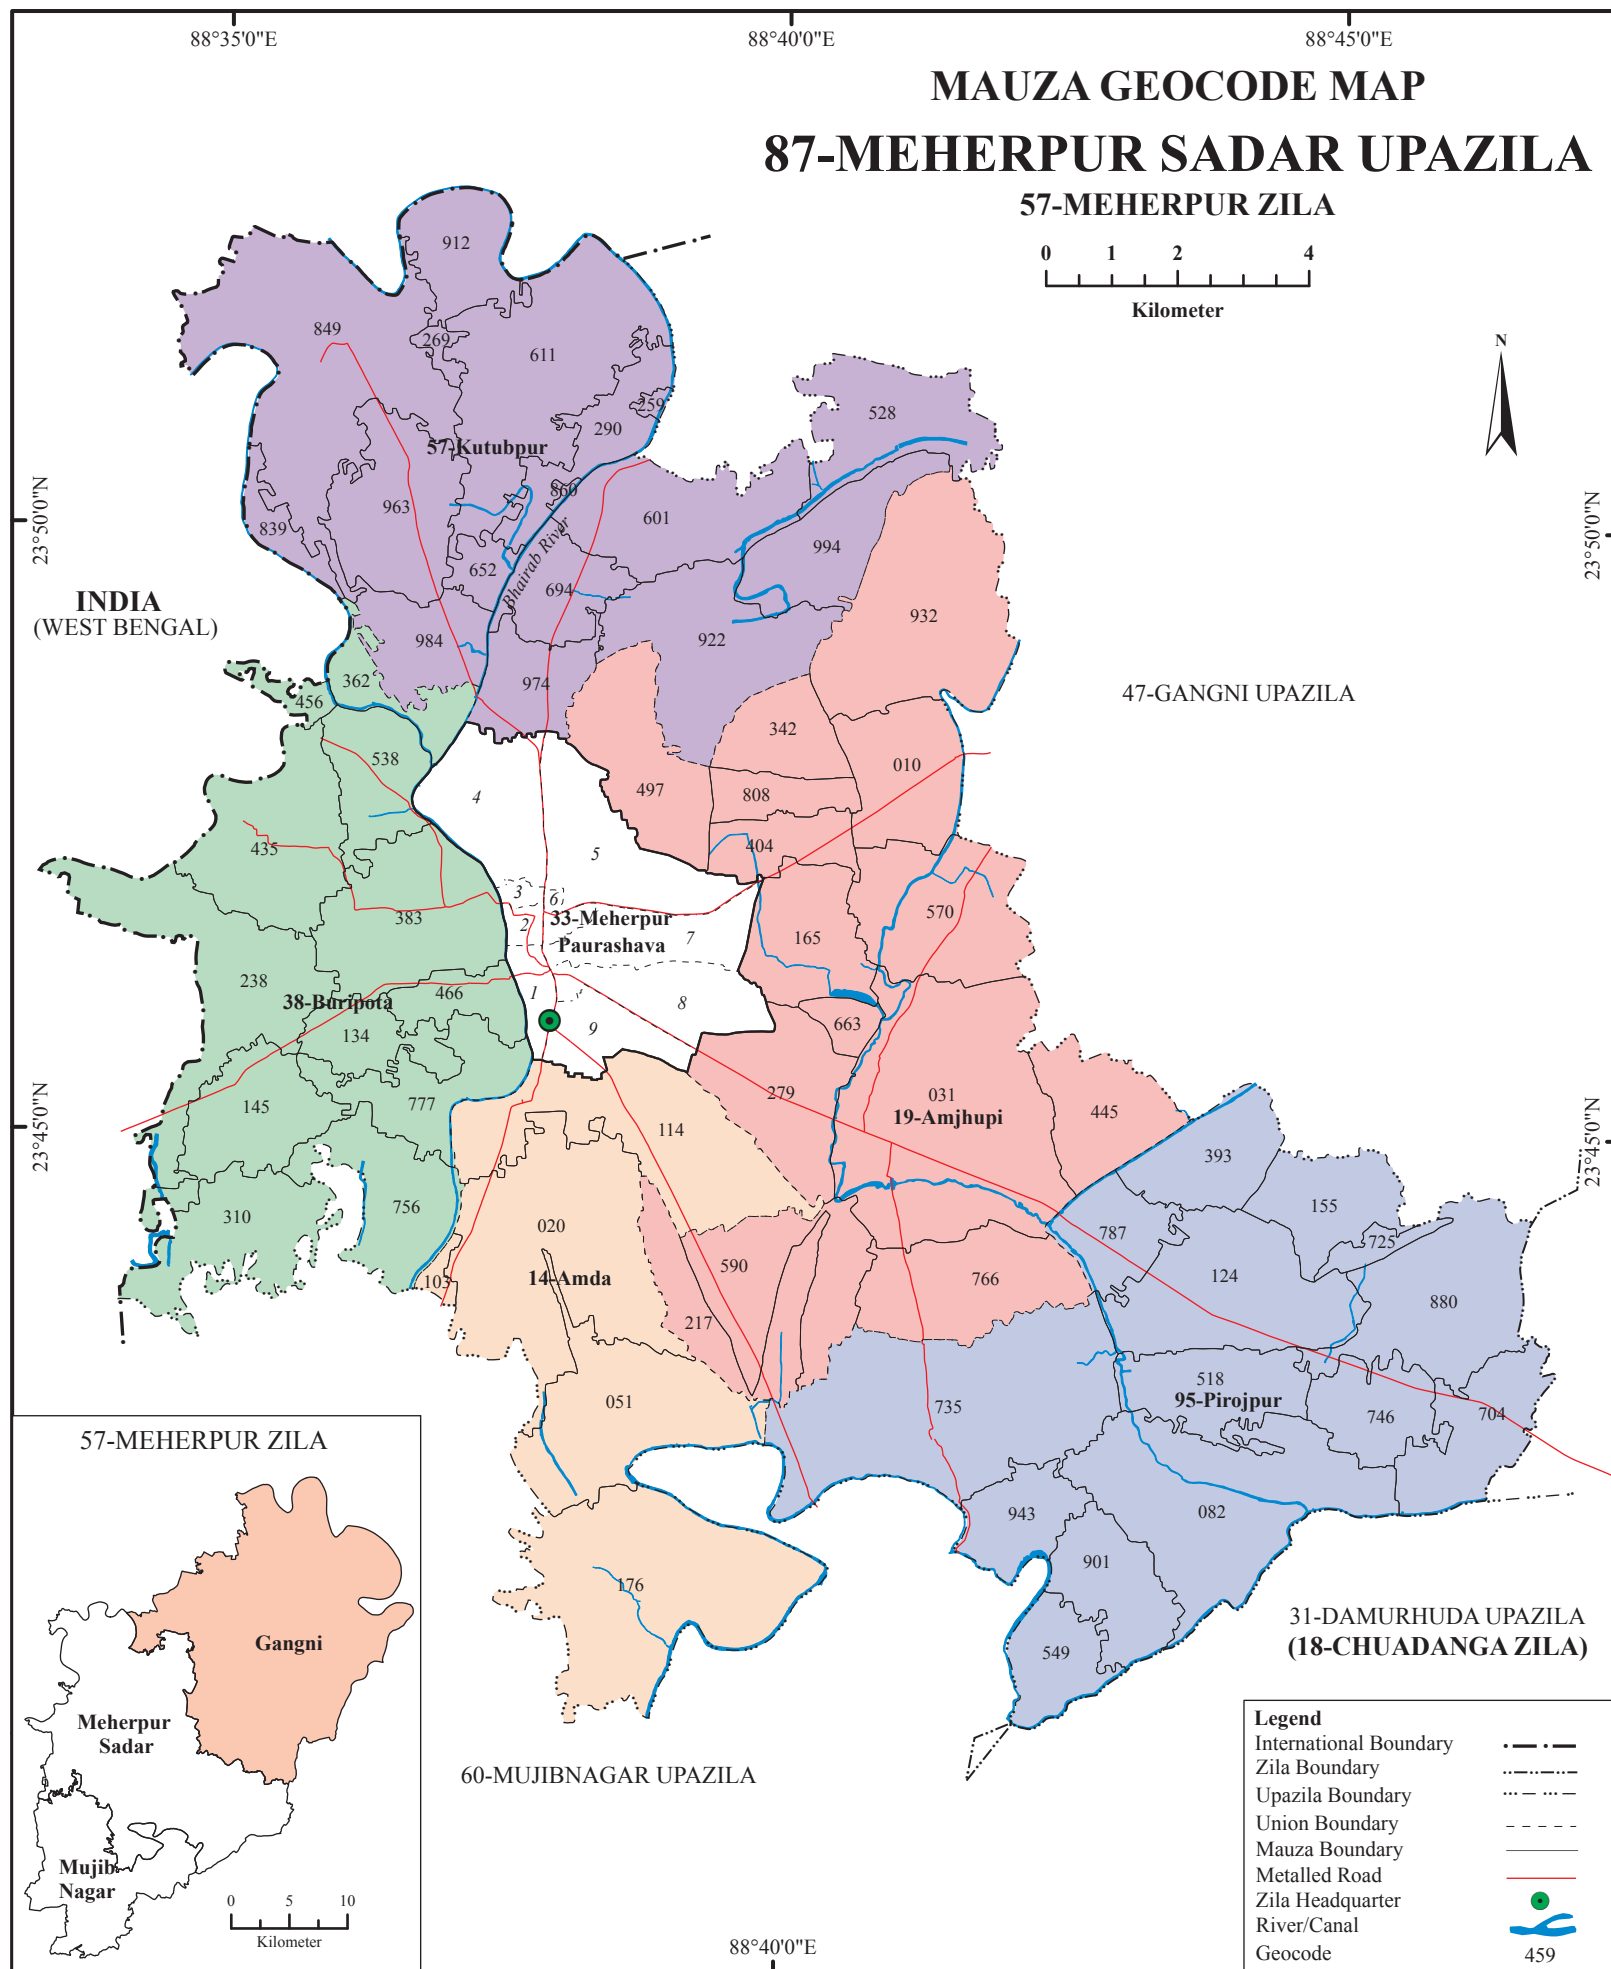 88°35'0"E
88°40'0"E
88°45'0"E
MAUZA GEOCODE MAP
87-MEHERPUR SADAR UPAZILA
57-MEHERPUR ZILA
0 1 2 4
Kilometer
N
912
849
269
611
259
290
528
57-Kutubpur
860
963
601
839
994
652
694
Bhairab River
23°50'0"N
23°50'0"N
INDIA
(WEST BENGAL)
984
922
932
362
974
456
47-GANGNI UPAZILA
342
538
010
497
808
4
435
404
5
3
6
383
2
33-Meherpur
Paurashava
7
570
165
238
466
38-Buripota
1
8
9
134
663
145
777
279
031
19-Amjhupi
445
114
23°45'0"N
23°45'0"N
393
310
756
020
155
787
725
103
14-Amda
590
766
124
880
217
051
735
518
95-Pirojpur
746
704
943
082
901
176
549
31-DAMURHUDA UPAZILA
(18-CHUADANGA ZILA)
60-MUJIBNAGAR UPAZILA
57-MEHERPUR ZILA
Gangni
Meherpur
Sadar
Mujib
Nagar
0 5 10
Kilometer
88°40'0"E
Legend
International Boundary
Zila Boundary
Upazila Boundary
Union Boundary
Mauza Boundary
Metalled Road
Zila Headquarter
River/Canal
Geocode 459